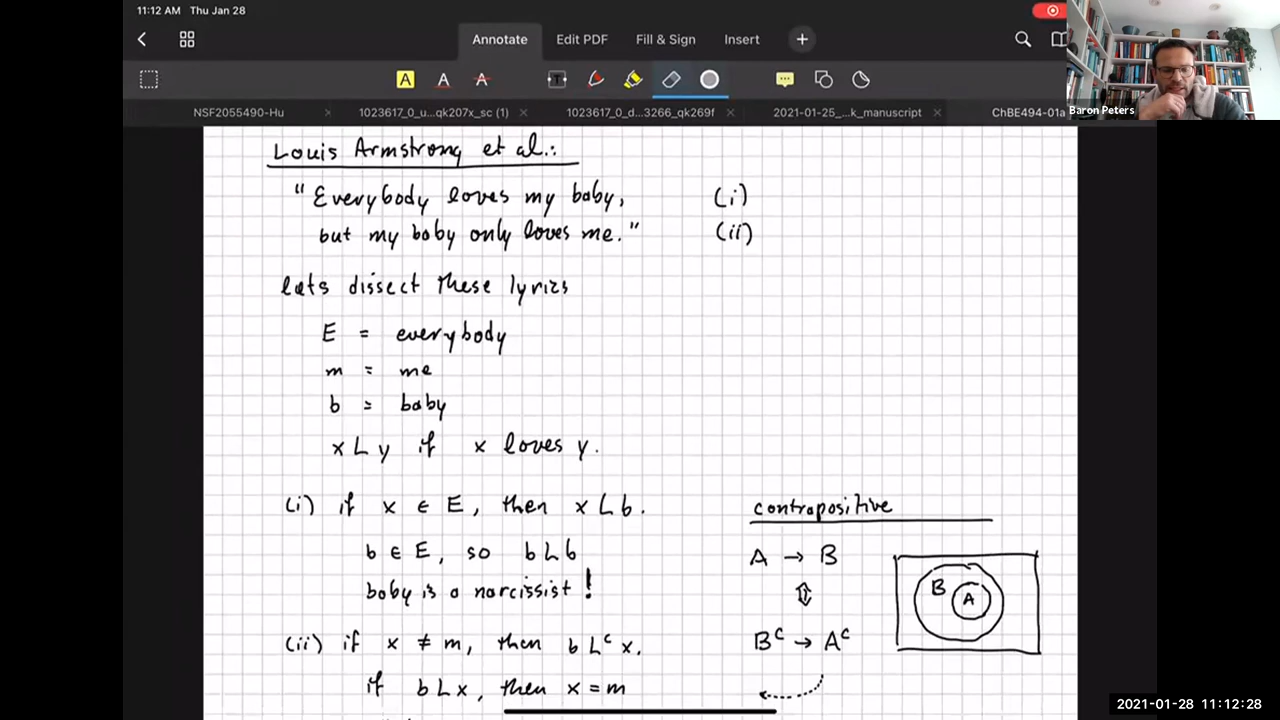 11:12 AM Thu Jan 28
Annotate Edit PDF Fill & Sign Insert
Baron Peters
NSF2055490-Hu
1023617_0_u...qk207x_sc (1)
1023617_0_d...3266_qk269f
2021-01-25_...k_manuscript
ChBE494-01a
Louis Armstrong et al.:
"Everybody loves my baby, (i)
but my baby only loves me." (ii)
lets dissect these lyrics
E = everybody
m = me
b = baby
x L y if x loves y.
(i) if x ∈ E, then x L b.
b ∈ E, so b L b
baby is a narcissist!
(ii) if x ≠ m, then b Lᶜ x.
if b L x, then x = m
contrapositive
A → B
⇕
Bᶜ → Aᶜ
B A
2021-01-28 11:12:28